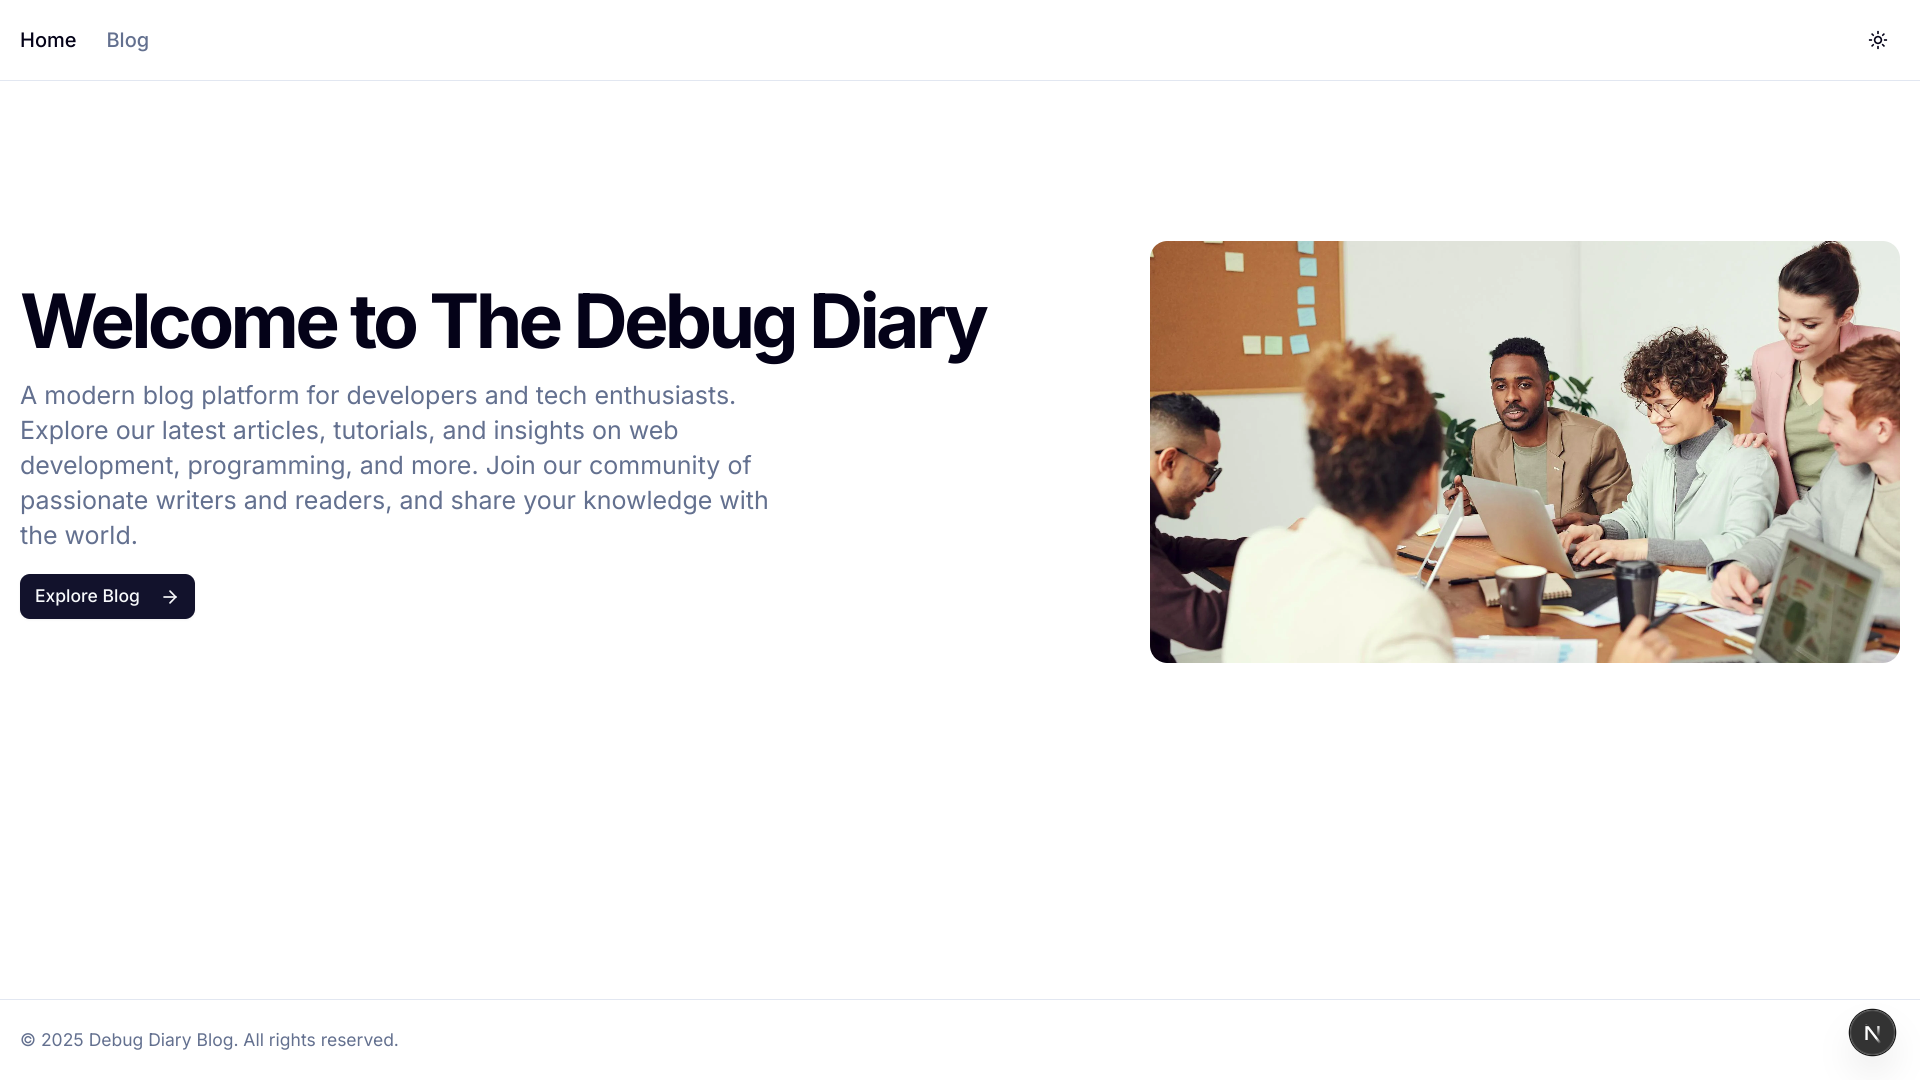 Home Blog
Welcome to The Debug Diary
A modern blog platform for developers and tech enthusiasts.
Explore our latest articles, tutorials, and insights on web
development, programming, and more. Join our community of
passionate writers and readers, and share your knowledge with
the world.
Explore Blog
© 2025 Debug Diary Blog. All rights reserved.
N